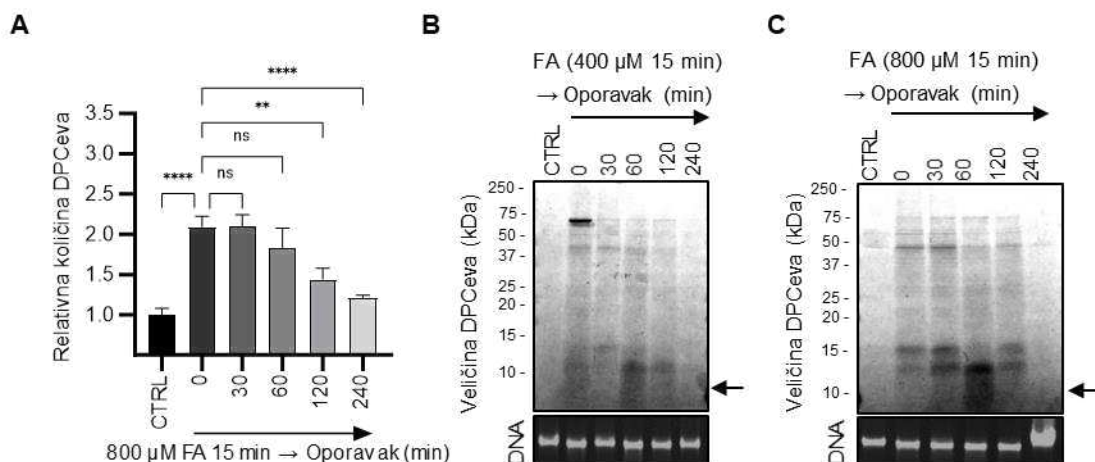 A
Relativna količina DPCeva
3.5
3.0
2.5
2.0
1.5
1.0
****
**
ns
**** ns
CTRL
0
30
60
120
240
800 µM FA 15 min → Oporavak (min)
B
FA (400 µM 15 min)
→ Oporavak (min)
CTRL
0
30
60
120
240
Veličina DPCeva (kDa)
250 -
75 -
50 -
37 -
25 -
20 -
15 -
10 -
DNA
C
FA (800 µM 15 min)
→ Oporavak (min)
CTRL
0
30
60
120
240
Veličina DPCeva (kDa)
250 -
75 -
50 -
37 -
25 -
20 -
15 -
10 -
DNA